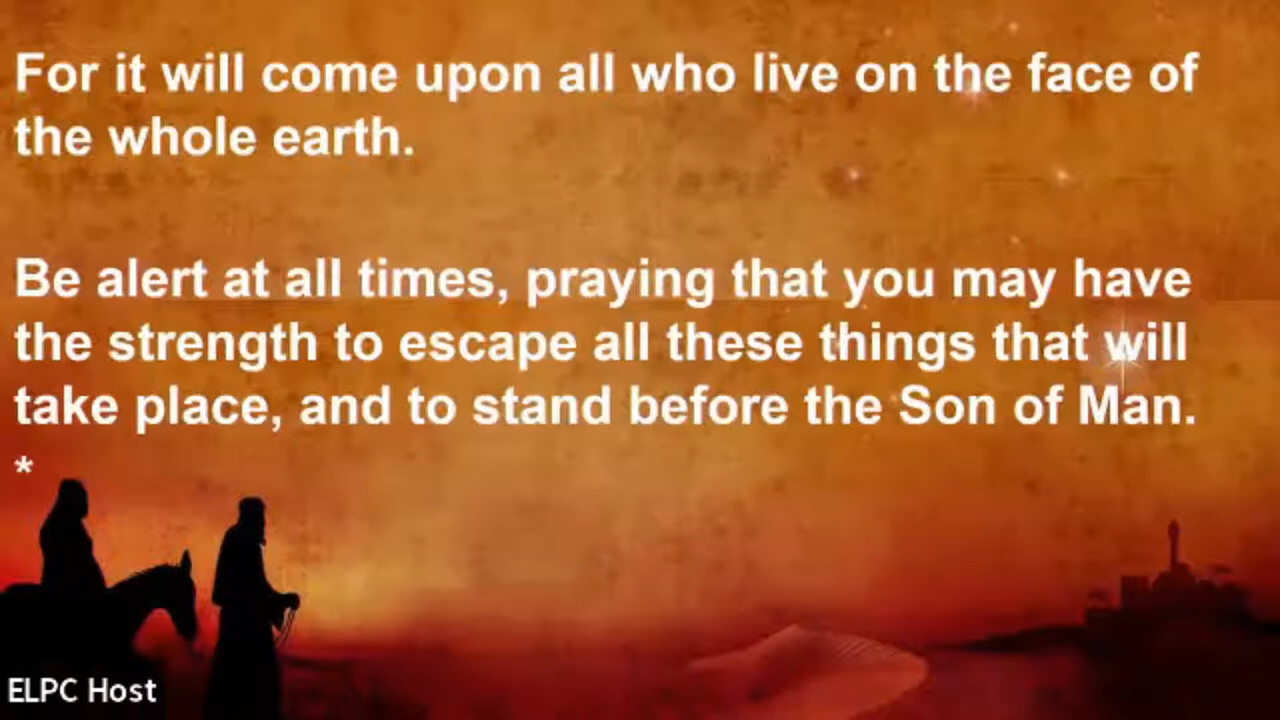 For it will come upon all who live on the face of
the whole earth.
Be alert at all times, praying that you may have
the strength to escape all these things that will
take place, and to stand before the Son of Man.
*
ELPC Host